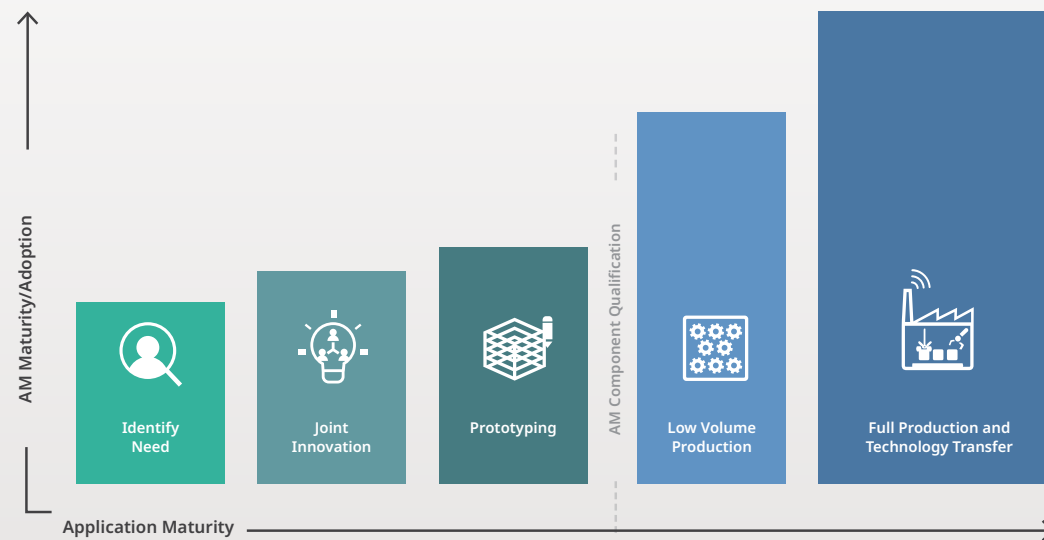 AM Maturity/Adoption
Identify
Need
Joint
Innovation
Prototyping
AM Component Qualification
Low Volume
Production
Full Production and
Technology Transfer
Application Maturity